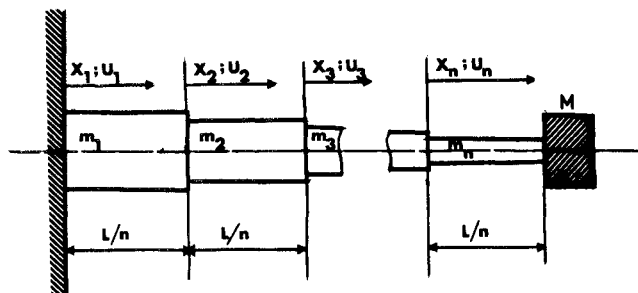 X₁;U₁ X₂;U₂ X₃;U₃ Xₙ;Uₙ
M
m₁ m₂ m₃ mₙ
L/n L/n L/n